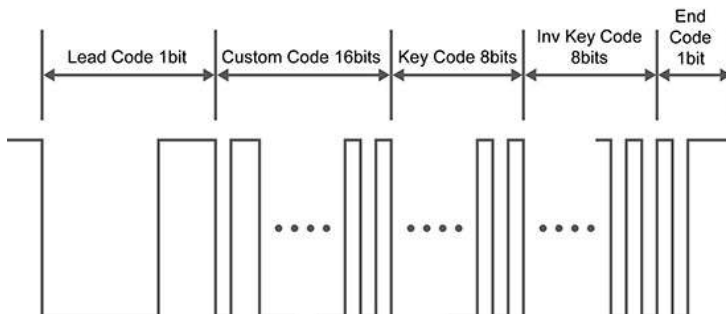 Lead Code 1bit
Custom Code 16bits
Key Code 8bits
Inv Key Code
8bits
End
Code
1bit